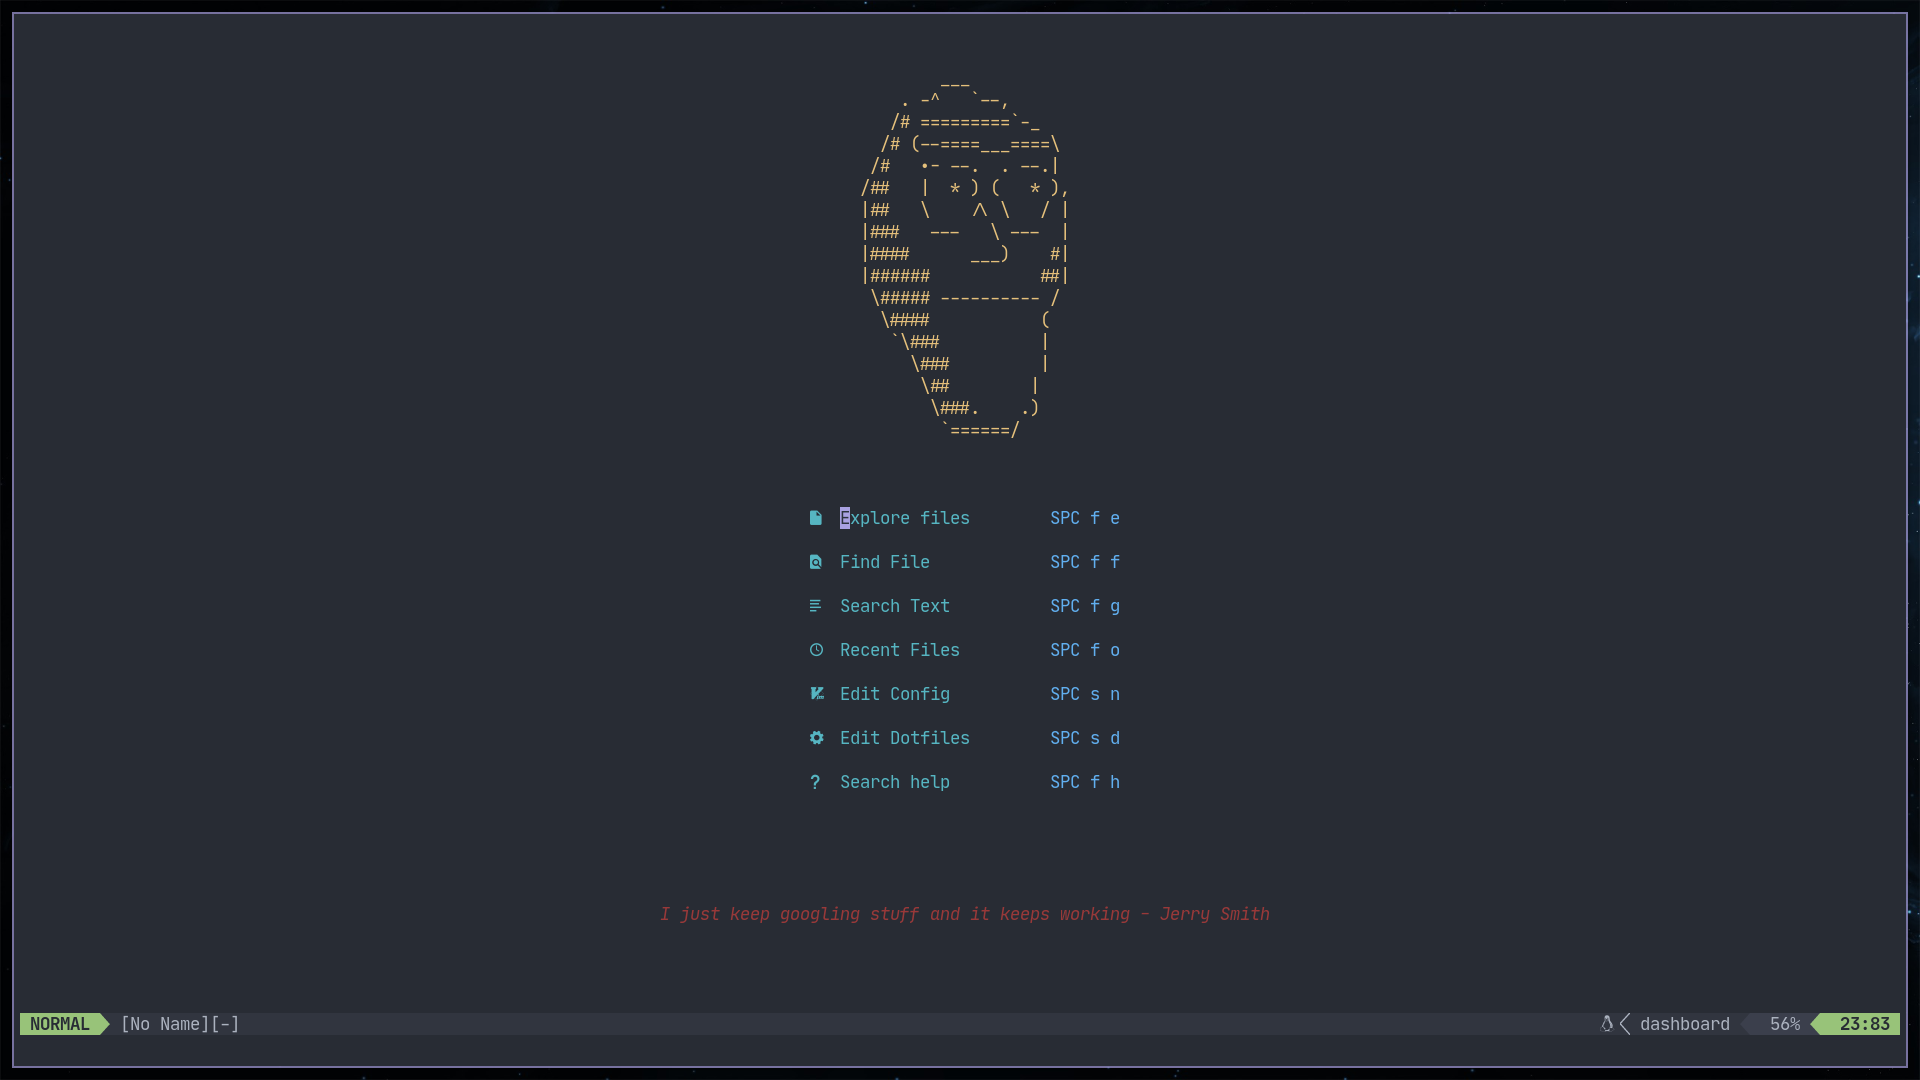 ___
          . -^   `--,
         /# =========`-_
        /# (--====___====\
       /#   •- --.  . --.|
      /##   |  * ) (   * ),
      |##   \    /\ \   / |
      |###   ---   \ ---  |
      |####      ___)    #|
      |######           ##|
       \##### ---------- /
        \####           (
         `\###          |
           \###         |
            \##        |
             \###.    .)
              `======/
Explore files SPC f e
Find File SPC f f
Search Text SPC f g
Recent Files SPC f o
Edit Config SPC s n
Edit Dotfiles SPC s d
? Search help SPC f h
I just keep googling stuff and it keeps working - Jerry Smith
NORMAL [No Name][-] dashboard 56% 23:83